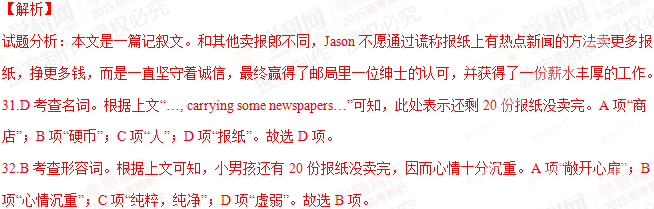 【解析】
试题分析：本文是一篇记叙文。和其他卖报郎不同，Jason 不愿通过谎称报纸上有热点新闻的方法卖更多报
纸，挣更多钱，而是一直坚守着诚信，最终赢得了邮局里一位绅士的认可，并获得了一份薪水丰厚的工作。
31.D 考查名词。根据上文“…, carrying some newspapers…”可知，此处表示还剩 20 份报纸没卖完。A 项“商
店”；B 项“硬币”；C 项“人”；D 项“报纸”。故选 D 项。
32.B 考查形容词。根据上文可知，小男孩还有 20 份报纸没卖完，因而心情十分沉重。A 项“敞开心扉”；B
项“心情沉重”；C 项“纯粹，纯净”；D 项“虚弱”。故选 B 项。